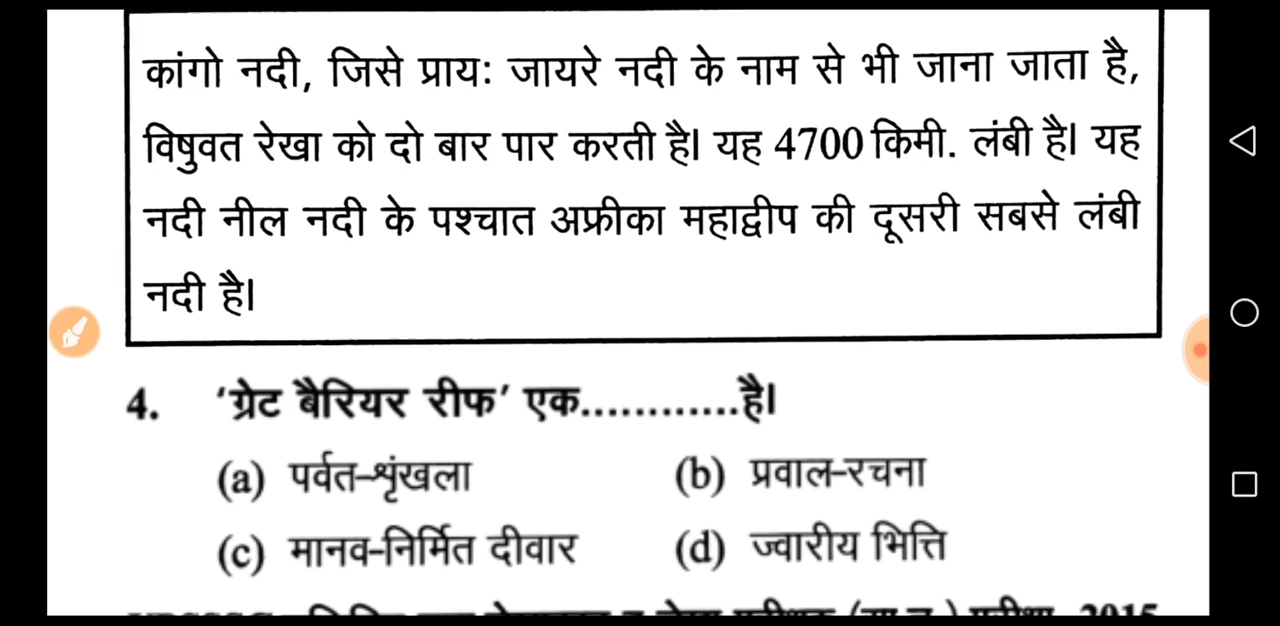 कांगो नदी, जिसे प्राय: जायरे नदी के नाम से भी जाना जाता है,
विषुवत रेखा को दो बार पार करती है। यह 4700 किमी. लंबी है। यह
नदी नील नदी के पश्चात अफ्रीका महाद्वीप की दूसरी सबसे लंबी
नदी है।
4. ‘ग्रेट बैरियर रीफ’ एक............है।
(a) पर्वत-शृंखला (b) प्रवाल-रचना
(c) मानव-निर्मित दीवार (d) ज्वारीय भित्ति